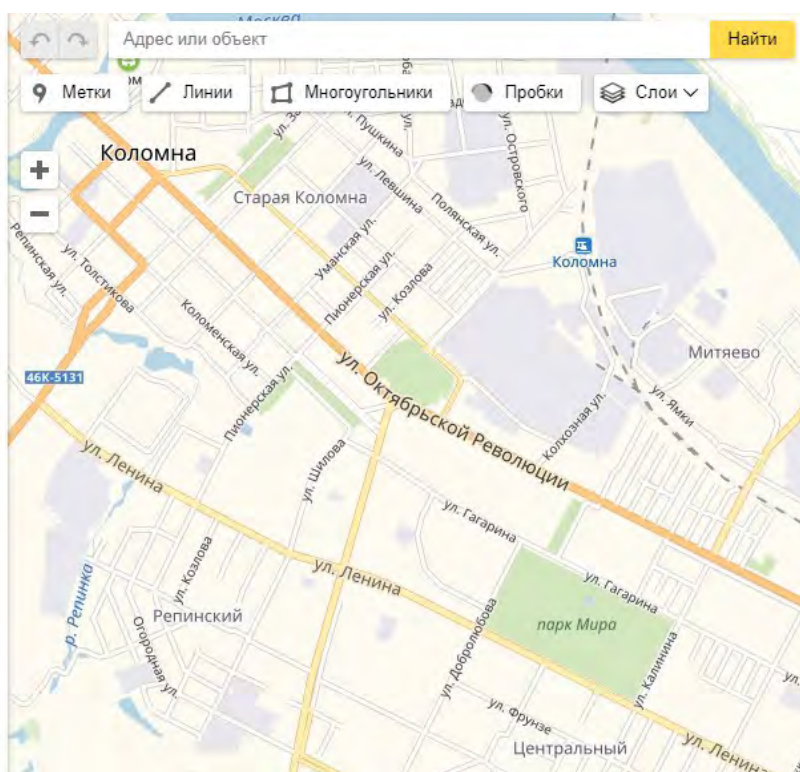 Москва
Адрес или объект
Найти
Метки
Линии
Многоугольники
Пробки
Слои
Коломна
ул. Пушкина
ул. Островского
ул. Левшина
Старая Коломна
Полянская ул.
Репинская ул.
ул. Толстикова
Уманская ул.
Пионерская ул.
ул. Козлова
Коломна
Коломенская ул.
Митяево
46К-5131
ул. Октябрьской Революции
Пионерская ул.
ул. Ямки
Колхозная ул.
ул. Ленина
ул. Шилова
ул. Гагарина
ул. Козлова
ул. Ленина
ул. Гагарина
р. Репинка
Репинский
парк Мира
Огородная ул.
ул. Добролюбова
ул. Калинина
ул. Фрунзе
Центральный
ул. Ленина